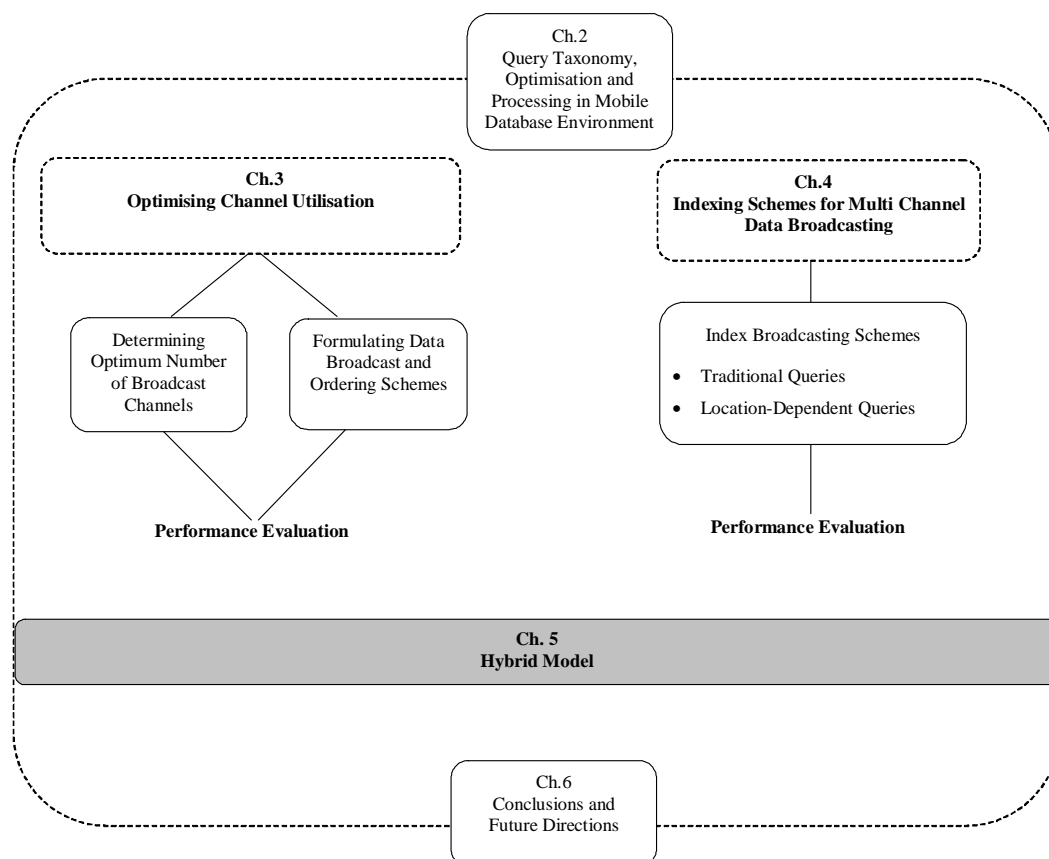 Ch.2
Query Taxonomy,
Optimisation and
Processing in Mobile
Database Environment
Ch.3
Optimising Channel Utilisation
Determining
Optimum Number
of Broadcast
Channels
Formulating Data
Broadcast and
Ordering Schemes
Performance Evaluation
Ch.4
Indexing Schemes for Multi Channel
Data Broadcasting
Index Broadcasting Schemes
• Traditional Queries
• Location-Dependent Queries
Performance Evaluation
Ch. 5
Hybrid Model
Ch.6
Conclusions and
Future Directions